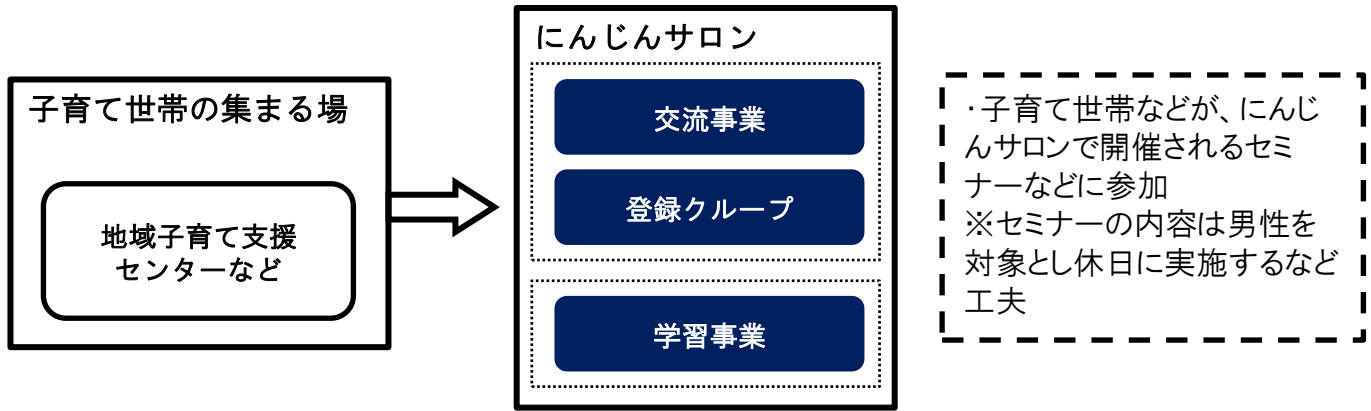 子育て世帯の集まる場
地域子育て支援
センターなど
にんじんサロン
交流事業
登録クループ
学習事業
・子育て世帯などが、にんじ
んサロンで開催されるセミ
ナーなどに参加
※セミナーの内容は男性を
対象とし休日に実施するなど
工夫